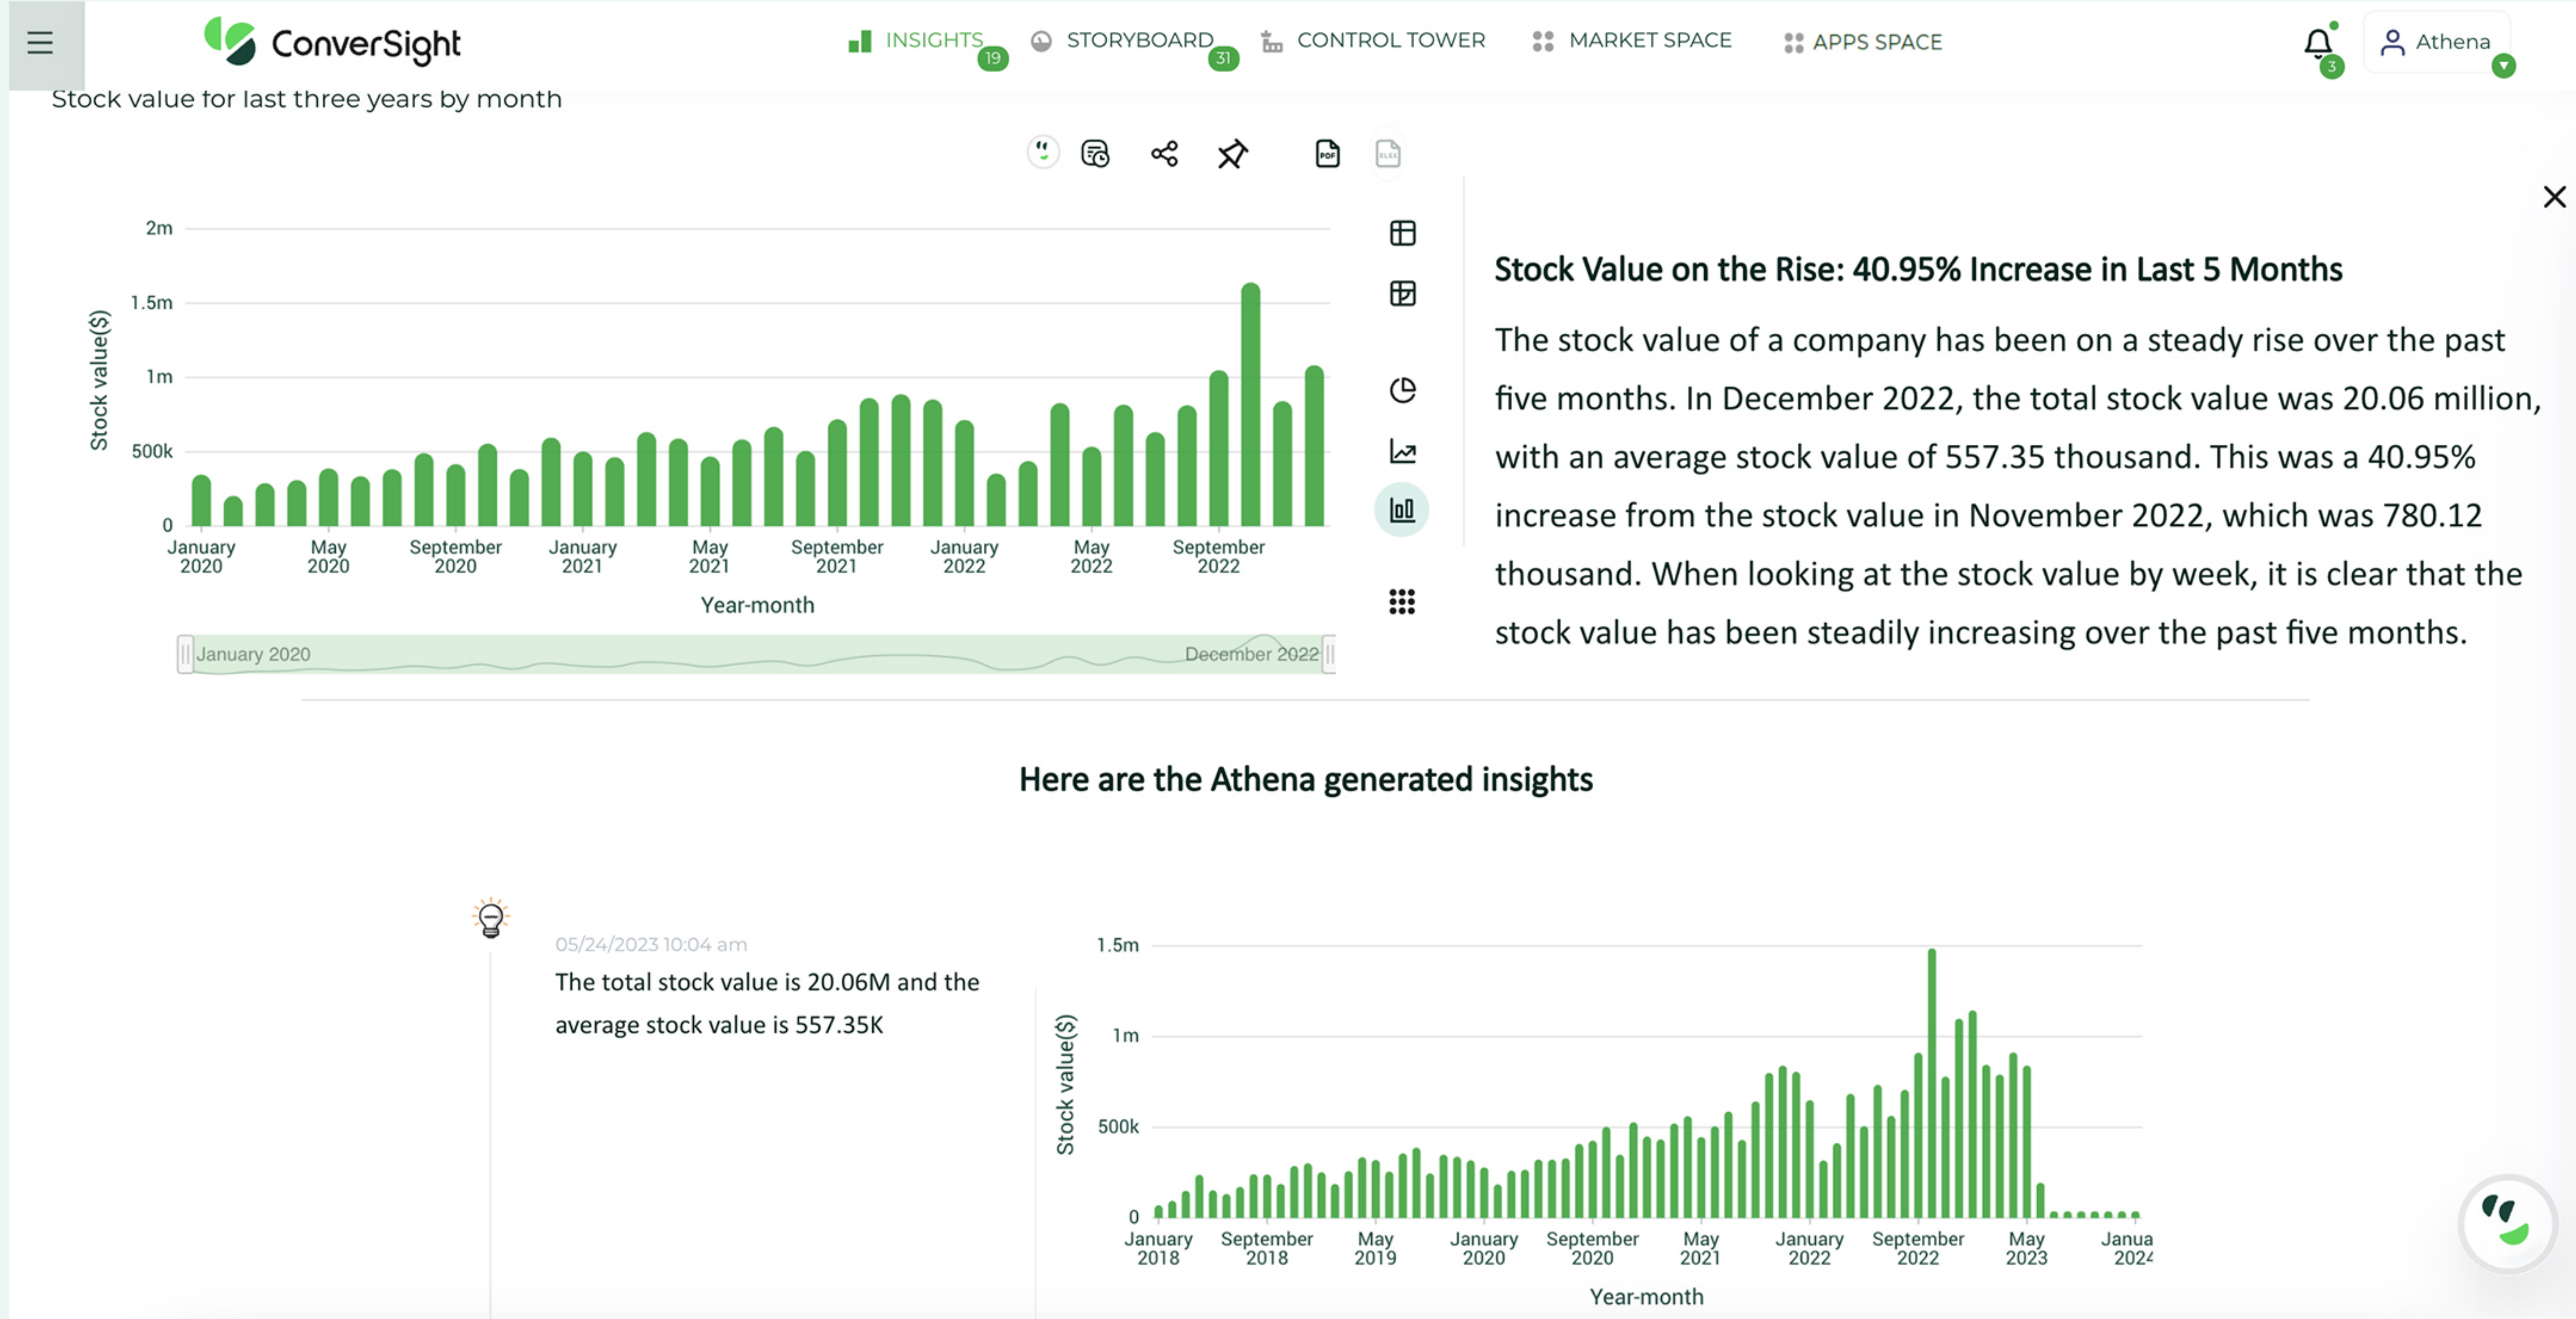 ConverSight
INSIGHTS
19
STORYBOARD
31
CONTROL TOWER
MARKET SPACE
APPS SPACE
3
Athena
Stock value for last three years by month
PDF
XLSX
2m
1.5m
1m
500k
0
Stock value($)
January 2020
May 2020
September 2020
January 2021
May 2021
September 2021
January 2022
May 2022
September 2022
Year-month
January 2020
December 2022
Stock Value on the Rise: 40.95% Increase in Last 5 Months
The stock value of a company has been on a steady rise over the past
five months. In December 2022, the total stock value was 20.06 million,
with an average stock value of 557.35 thousand. This was a 40.95%
increase from the stock value in November 2022, which was 780.12
thousand. When looking at the stock value by week, it is clear that the
stock value has been steadily increasing over the past five months.
Here are the Athena generated insights
05/24/2023 10:04 am
The total stock value is 20.06M and the
average stock value is 557.35K
1.5m
1m
500k
0
Stock value($)
January 2018
September 2018
May 2019
January 2020
September 2020
May 2021
January 2022
September 2022
May 2023
Janua 2024
Year-month